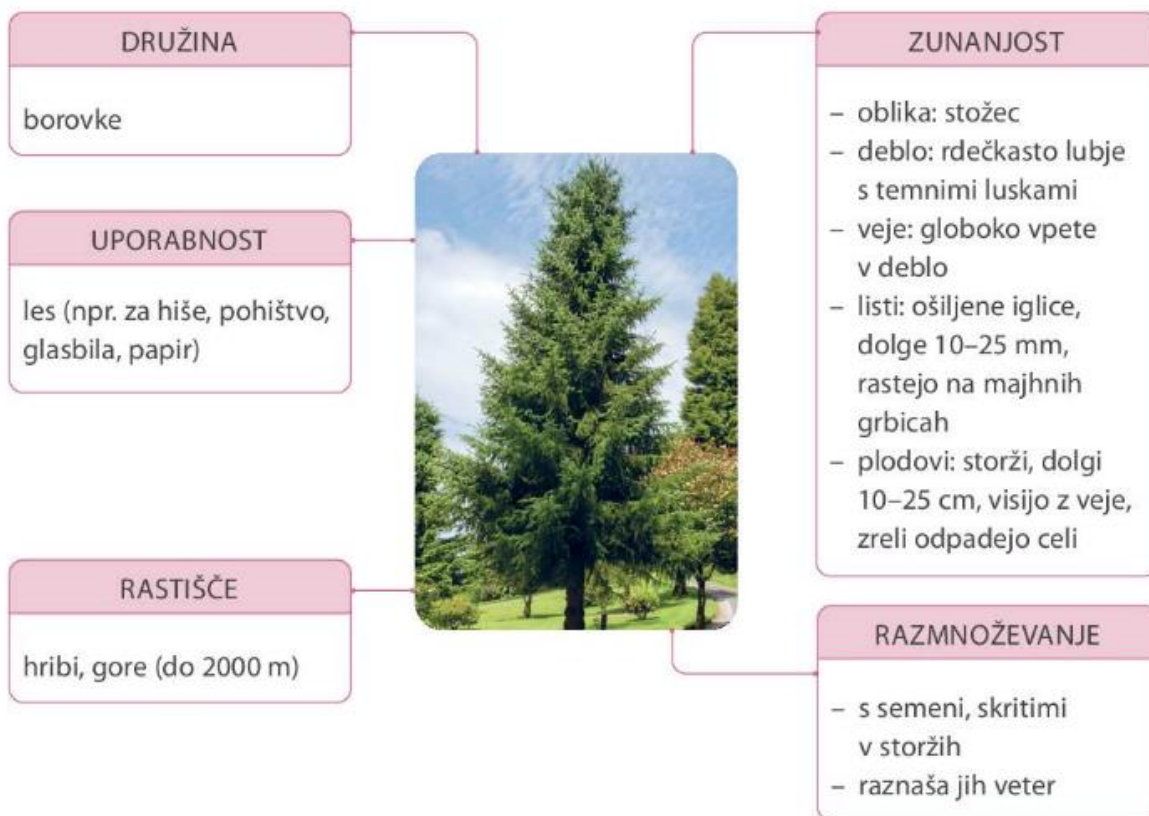 DRUŽINA
borovke
UPORABNOST
les (npr. za hiše, pohištvo,
glasbila, papir)
RASTIŠČE
hribi, gore (do 2000 m)
ZUNANJOST
– oblika: stožec
– deblo: rdečkasto lubje
s temnimi luskami
– veje: globoko vpete
v deblo
– listi: ošiljene iglice,
dolge 10–25 mm,
rastejo na majhnih
grbicah
– plodovi: storži, dolgi
10–25 cm, visijo z veje,
zreli odpadejo celi
RAZMNOŽEVANJE
– s semeni, skritimi
v storžih
– raznaša jih veter